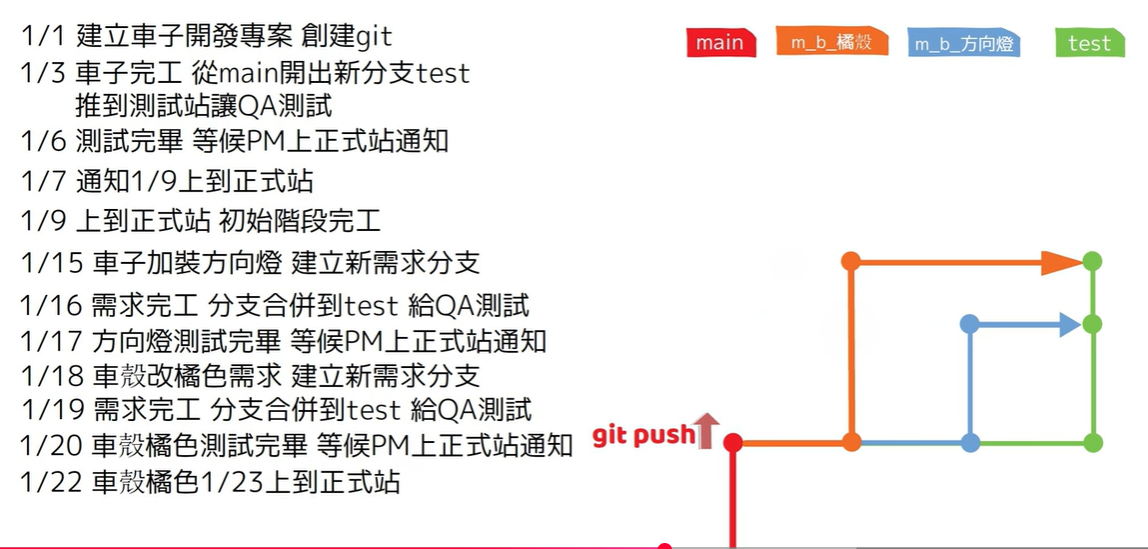 1/1 建立車子開發專案 創建git
1/3 車子完工 從main開出新分支test
推到測試站讓QA測試
1/6 測試完畢 等候PM上正式站通知
1/7 通知1/9上到正式站
1/9 上到正式站 初始階段完工
1/15 車子加裝方向燈 建立新需求分支
1/16 需求完工 分支合併到test 給QA測試
1/17 方向燈測試完畢 等候PM上正式站通知
1/18 車殼改橘色需求 建立新需求分支
1/19 需求完工 分支合併到test 給QA測試
1/20 車殼橘色測試完畢 等候PM上正式站通知
1/22 車殼橘色1/23上到正式站
main
m_b_橘殼
m_b_方向燈
test
git push